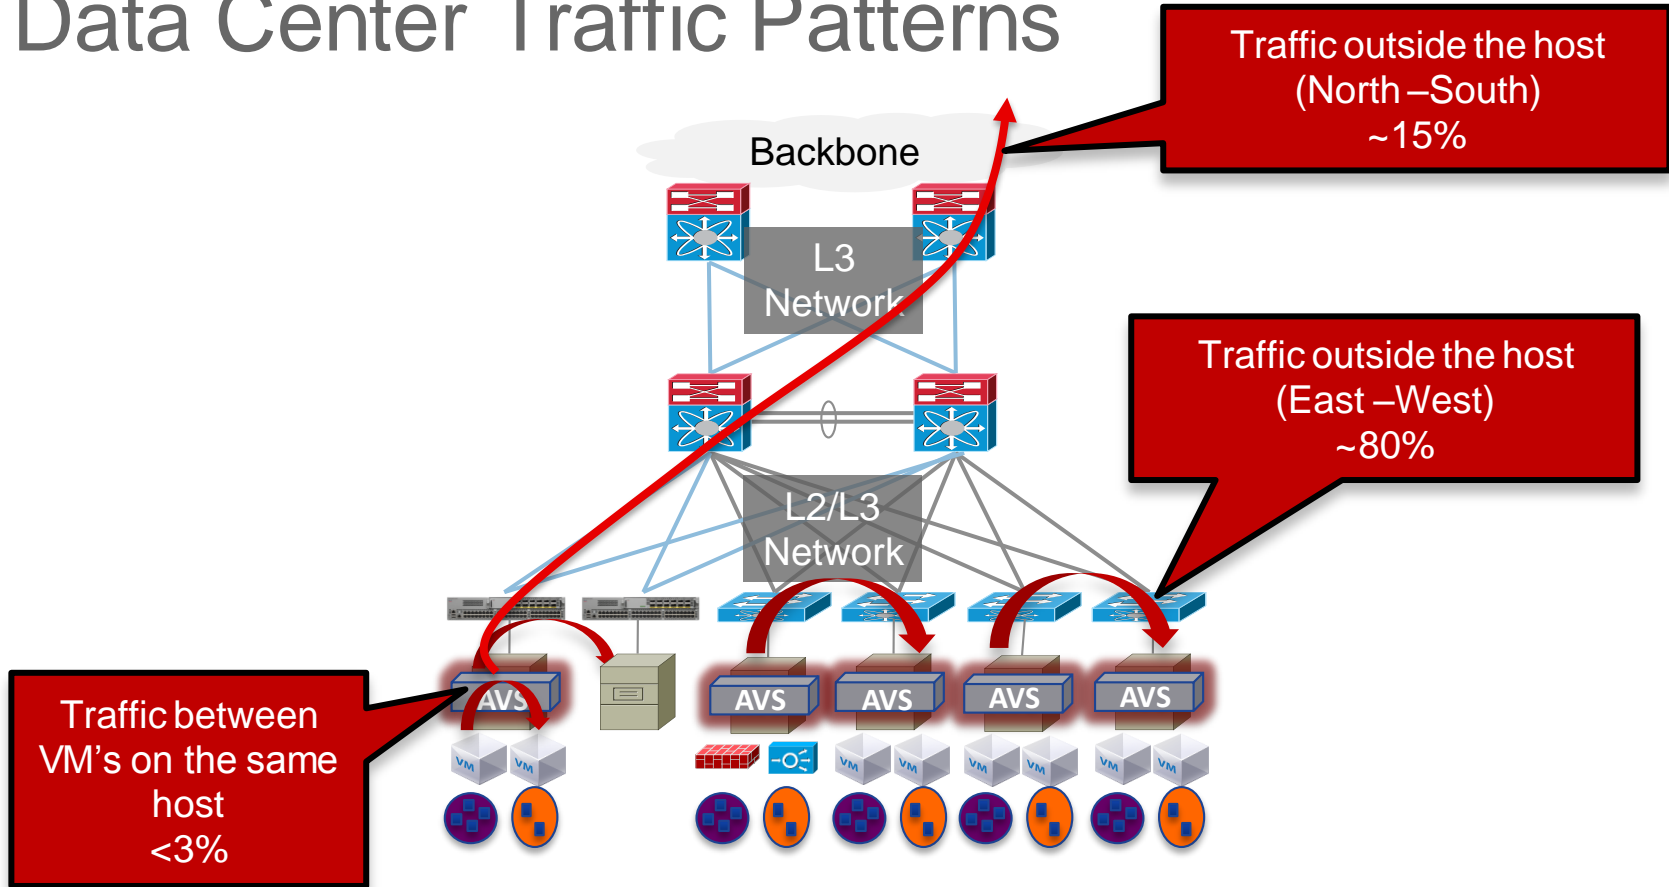 Data Center Traffic Patterns
Traffic outside the host
(North –South)
~15%
Backbone
L3
Network
Traffic outside the host
(East –West)
~80%
L2/L3
Network
AVS
AVS
AVS
AVS
AVS
Traffic between
VM's on the same
host
<3%
VM
VM
VM
VM
VM
VM
VM
VM